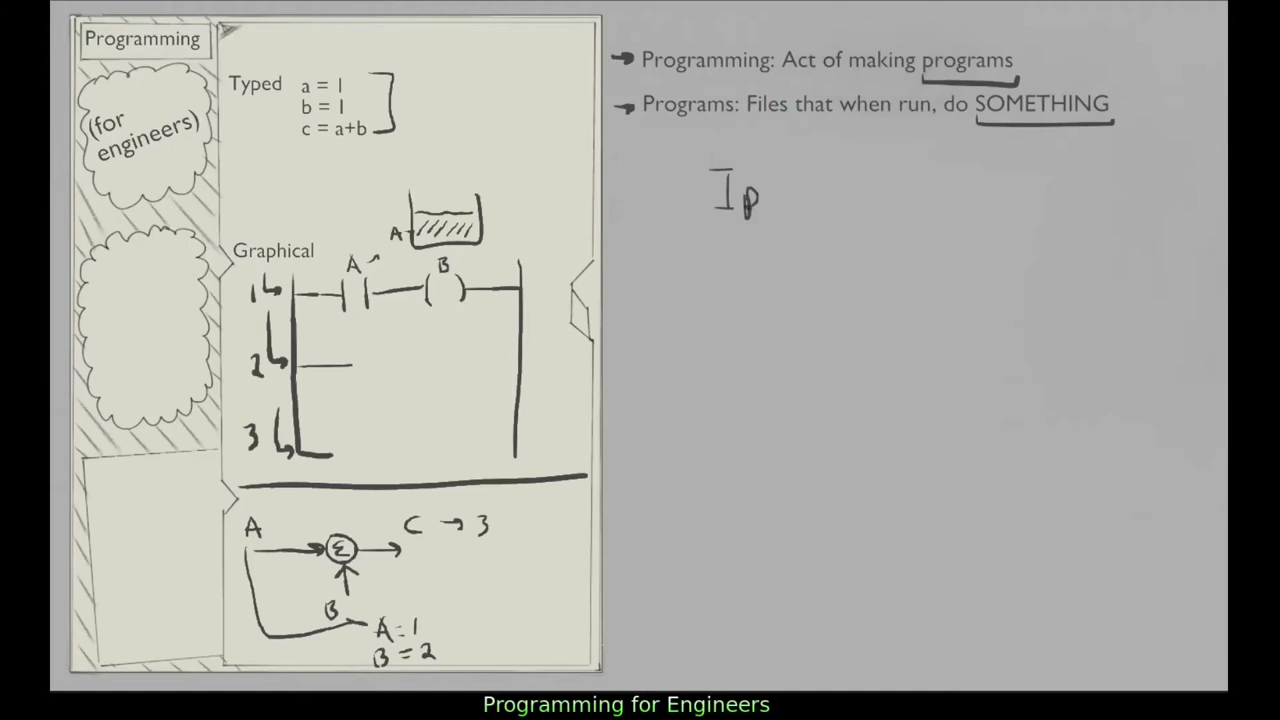 Programming
(for
engineers)
Typed
a = 1
b = 1
c = a+b
A
Graphical
A
B
1
2
3
A
Σ
C → 3
B
A = 1
B = 2
→ Programming: Act of making programs
→ Programs: Files that when run, do SOMETHING
Ip
Programming for Engineers